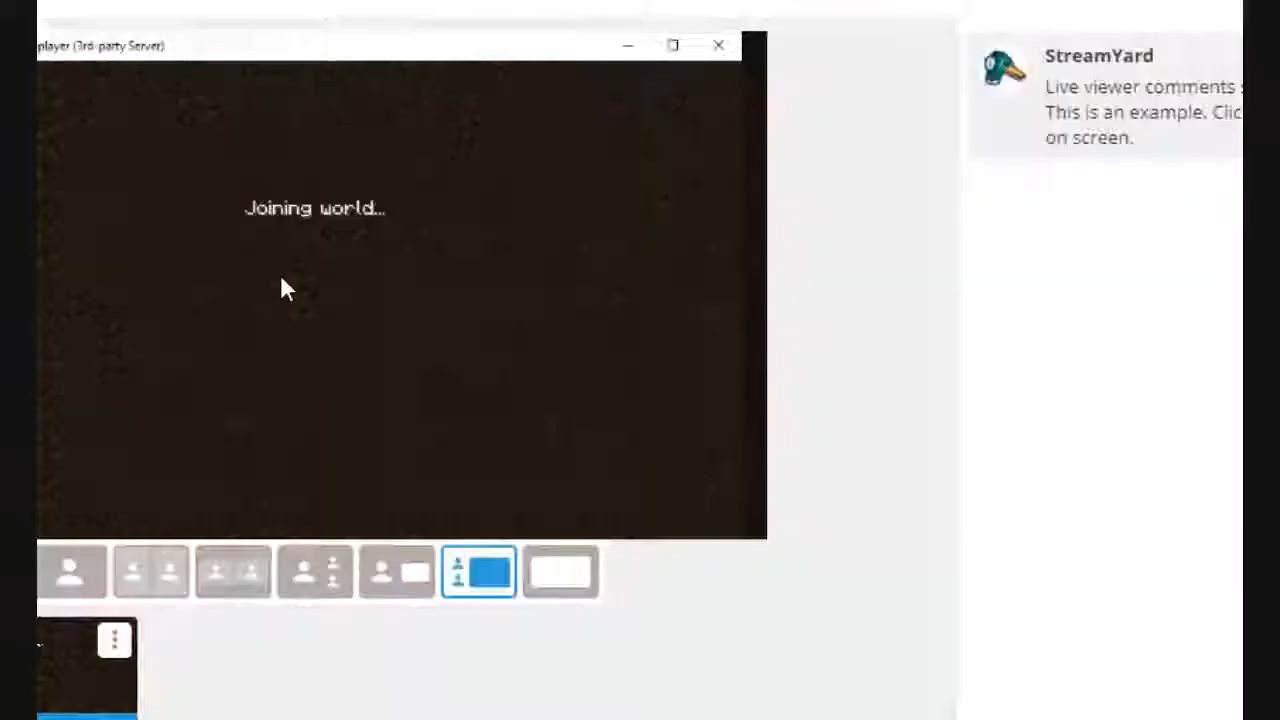 player (3rd-party Server)
StreamYard
Live viewer comments
This is an example. Clic
on screen.
Joining world...